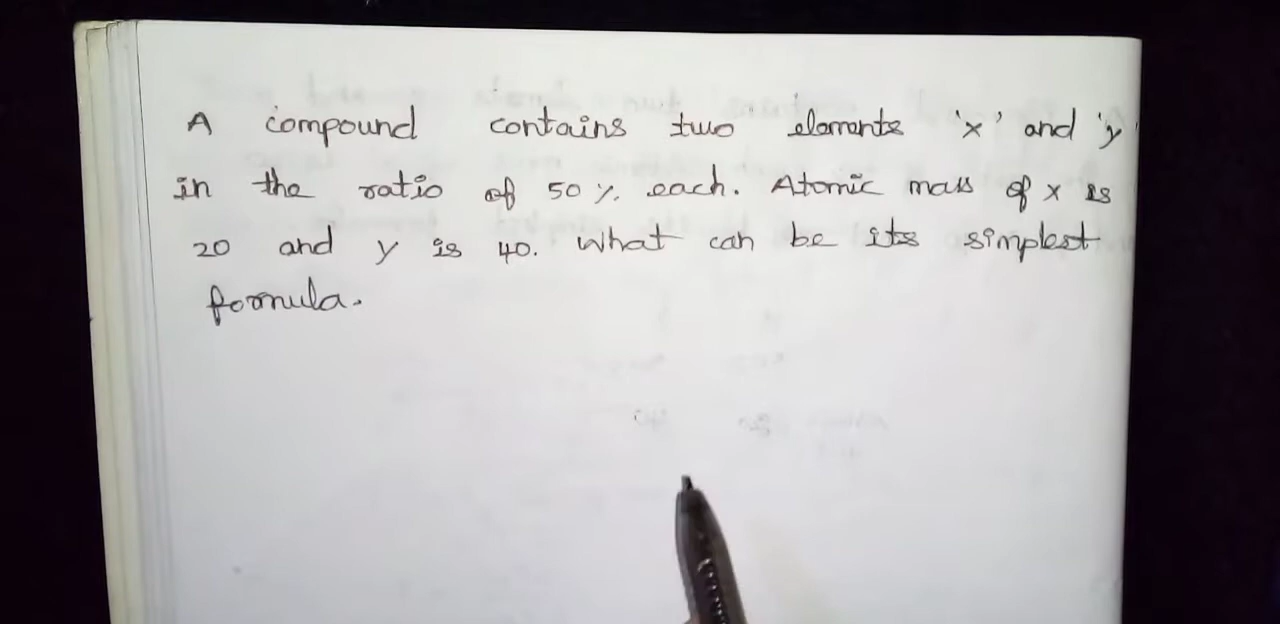 A compound contains two elements 'x' and 'y'
in the ratio of 50%. each. Atomic mass of x is
20 and y is 40. What can be its simplest
formula.